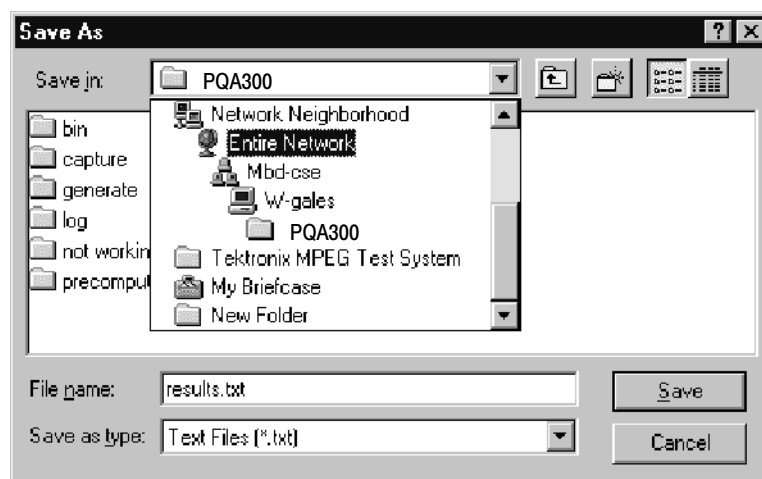 Save As
Save in:
PQA300
bin
capture
generate
log
not workin
precomput
Network Neighborhood
Entire Network
Mbd-cse
W-gales
PQA300
Tektronix MPEG Test System
My Briefcase
New Folder
File name:
results.txt
Save
Save as type:
Text Files (*.txt)
Cancel